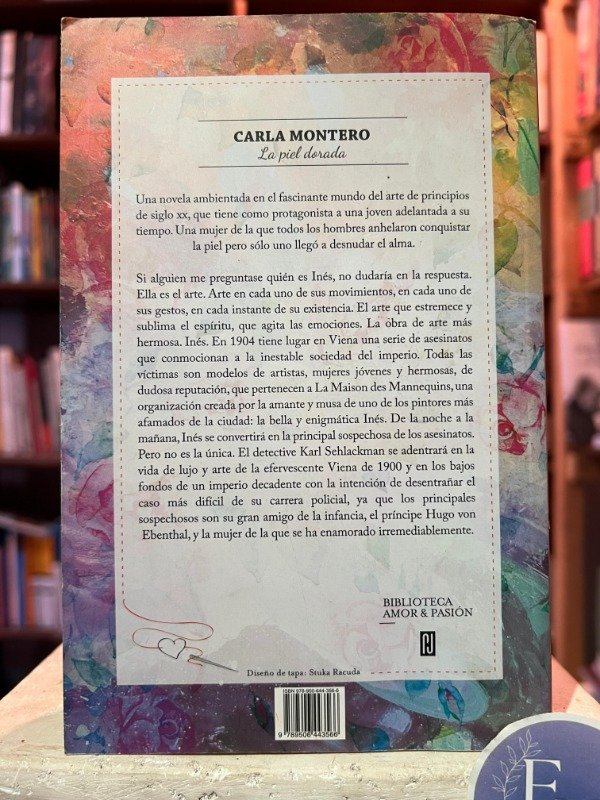 CARLA MONTERO
La piel dorada
Una novela ambientada en el fascinante mundo del arte de principios
de siglo XX, que tiene como protagonista a una joven adelantada a su
tiempo. Una mujer de la que todos los hombres anhelaron conquistar
la piel pero sólo uno llegó a desnudar el alma.
Si alguien me preguntase quién es Inés, no dudaría en la respuesta.
Ella es el arte. Arte en cada uno de sus movimientos, en cada uno de
sus gestos, en cada instante de su existencia. El arte que estremece y
sublima el espíritu, que agita las emociones. La obra de arte más
hermosa. Inés. En 1904 tiene lugar en Viena una serie de asesinatos
que conmocionan a la inestable sociedad del imperio. Todas las
víctimas son modelos de artistas, mujeres jóvenes y hermosas, de
dudosa reputación, que pertenecen a La Maison des Mannequins, una
organización creada por la amante y musa de uno de los pintores más
afamados de la ciudad: la bella y enigmática Inés. De la noche a la
mañana, Inés se convertirá en la principal sospechosa de los asesinatos.
Pero no es la única. El detective Karl Sehlackman se adentrará en la
vida de lujo y arte de la efervescente Viena de 1900 y en los bajos
fondos de un imperio decadente con la intención de desentrañar el
caso más difícil de su carrera policial, ya que los principales
sospechosos son su gran amigo de la infancia, el príncipe Hugo von
Ebenthal, y la mujer de la que se ha enamorado irremediablemente.
BIBLIOTECA
AMOR & PASIÓN
Diseño de tapa: Stuka Racuda
ISBN 978-950-644-356-6
9 789506 443566
E